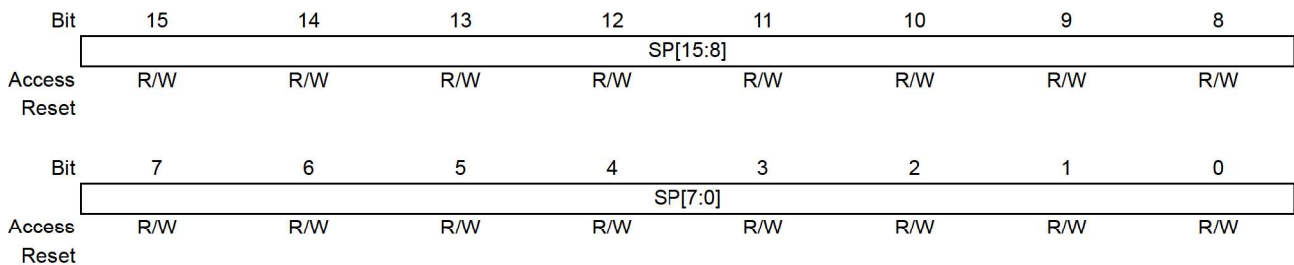 Bit 15 14 13 12 11 10 9 8
SP[15:8]
Access R/W R/W R/W R/W R/W R/W R/W R/W
Reset
Bit 7 6 5 4 3 2 1 0
SP[7:0]
Access R/W R/W R/W R/W R/W R/W R/W R/W
Reset